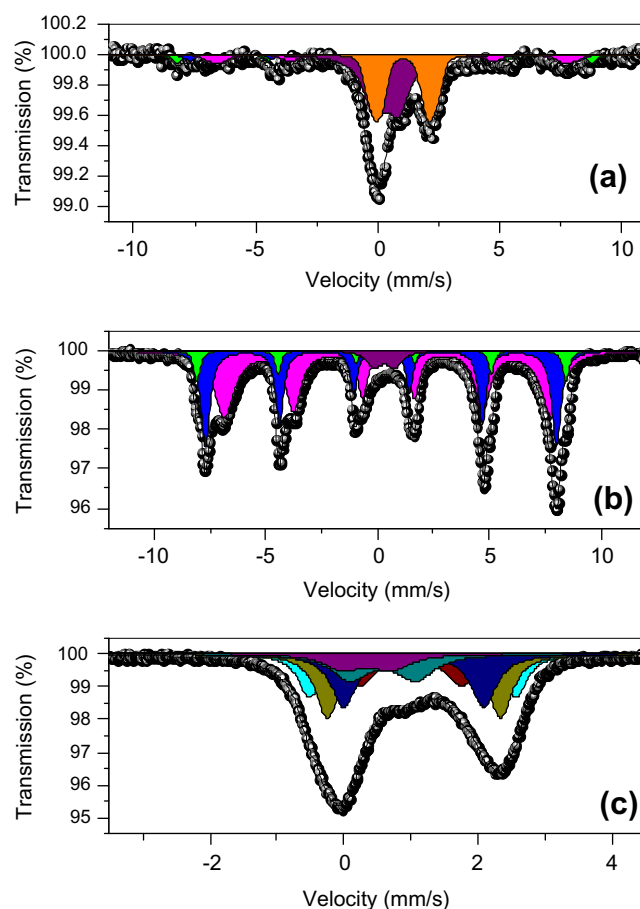 100.2
100.0
99.8
99.6
99.4
99.2
99.0
Transmission (%)
(a)
-10 -5 0 5 10
Velocity (mm/s)
100
99
98
97
96
Transmission (%)
(b)
-10 -5 0 5 10
Velocity (mm/s)
100
99
98
97
96
95
Transmission (%)
(c)
-2 0 2 4
Velocity (mm/s)